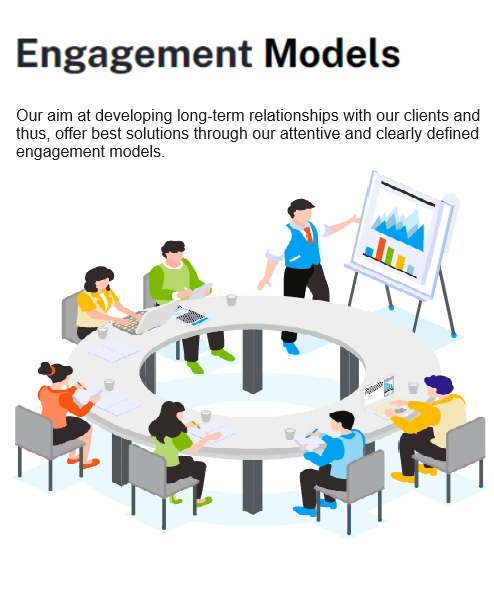 Engagement Models
Our aim at developing long-term relationships with our clients and
thus, offer best solutions through our attentive and clearly defined
engagement models.